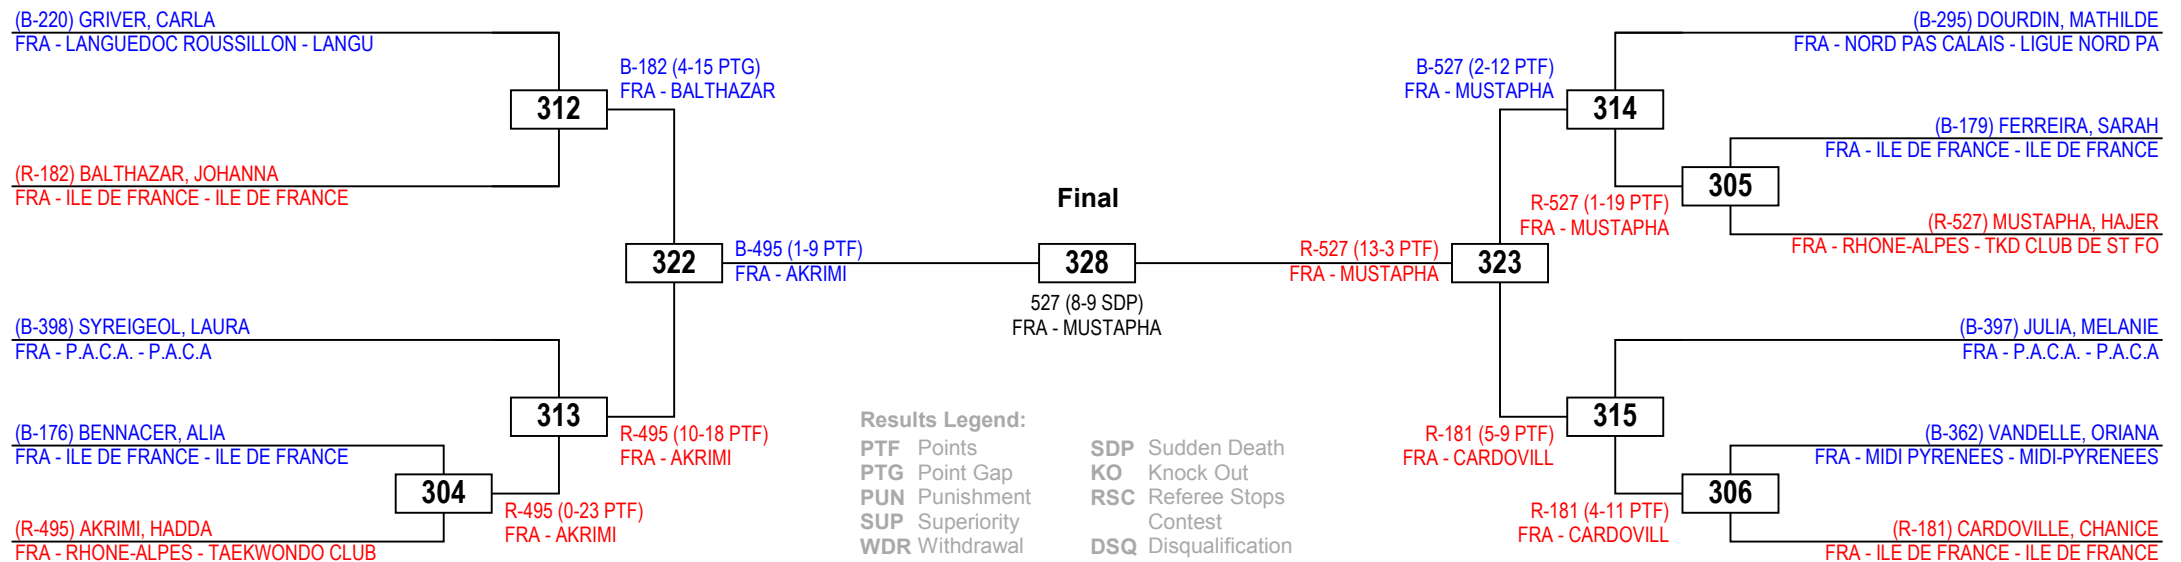 (B-220) GRIVER, CARLA
FRA - LANGUEDOC ROUSSILLON - LANGU
B-182 (4-15 PTG)
FRA - BALTHAZAR
312
(R-182) BALTHAZAR, JOHANNA
FRA - ILE DE FRANCE - ILE DE FRANCE
322
B-495 (1-9 PTF)
FRA - AKRIMI
(B-398) SYREIGEOL, LAURA
FRA - P.A.C.A. - P.A.C.A
313
R-495 (10-18 PTF)
FRA - AKRIMI
(B-176) BENNACER, ALIA
FRA - ILE DE FRANCE - ILE DE FRANCE
304
R-495 (0-23 PTF)
FRA - AKRIMI
(R-495) AKRIMI, HADDA
FRA - RHONE-ALPES - TAEKWONDO CLUB
Final
328
527 (8-9 SDP)
FRA - MUSTAPHA
Results Legend:
PTF Points
PTG Point Gap
PUN Punishment
SUP Superiority
WDR Withdrawal
SDP Sudden Death
KO Knock Out
RSC Referee Stops
Contest
DSQ Disqualification
(B-295) DOURDIN, MATHILDE
FRA - NORD PAS CALAIS - LIGUE NORD PA
B-527 (2-12 PTF)
FRA - MUSTAPHA
314
(B-179) FERREIRA, SARAH
FRA - ILE DE FRANCE - ILE DE FRANCE
305
R-527 (1-19 PTF)
FRA - MUSTAPHA
(R-527) MUSTAPHA, HAJER
FRA - RHONE-ALPES - TKD CLUB DE ST FO
R-527 (13-3 PTF)
FRA - MUSTAPHA
323
(B-397) JULIA, MELANIE
FRA - P.A.C.A. - P.A.C.A
315
R-181 (5-9 PTF)
FRA - CARDOVILL
(B-362) VANDELLE, ORIANA
FRA - MIDI PYRENEES - MIDI-PYRENEES
306
R-181 (4-11 PTF)
FRA - CARDOVILL
(R-181) CARDOVILLE, CHANICE
FRA - ILE DE FRANCE - ILE DE FRANCE